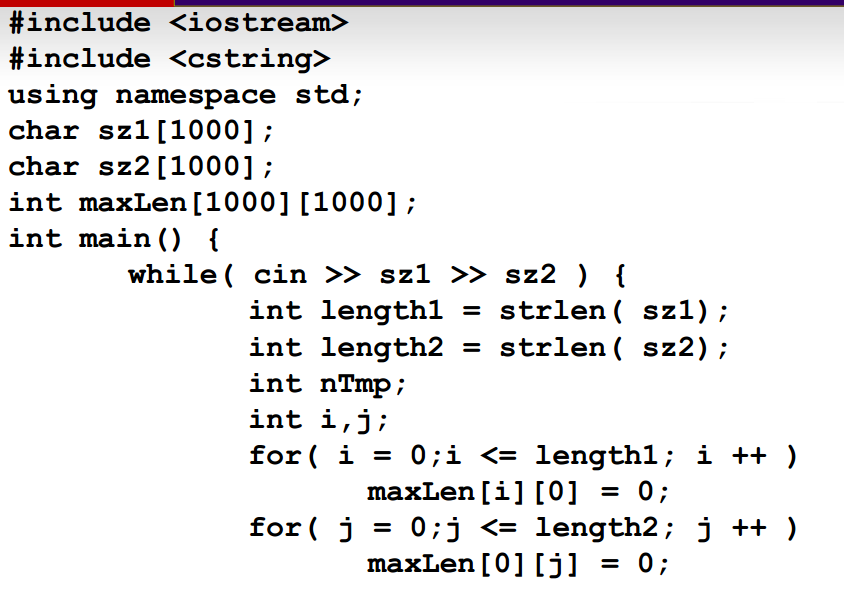 #include <iostream>
#include <cstring>
using namespace std;
char sz1[1000];
char sz2[1000];
int maxLen[1000][1000];
int main() {
while( cin >> sz1 >> sz2 ) {
int length1 = strlen( sz1);
int length2 = strlen( sz2);
int nTmp;
int i,j;
for( i = 0;i <= length1; i ++ )
maxLen[i][0] = 0;
for( j = 0;j <= length2; j ++ )
maxLen[0][j] = 0;